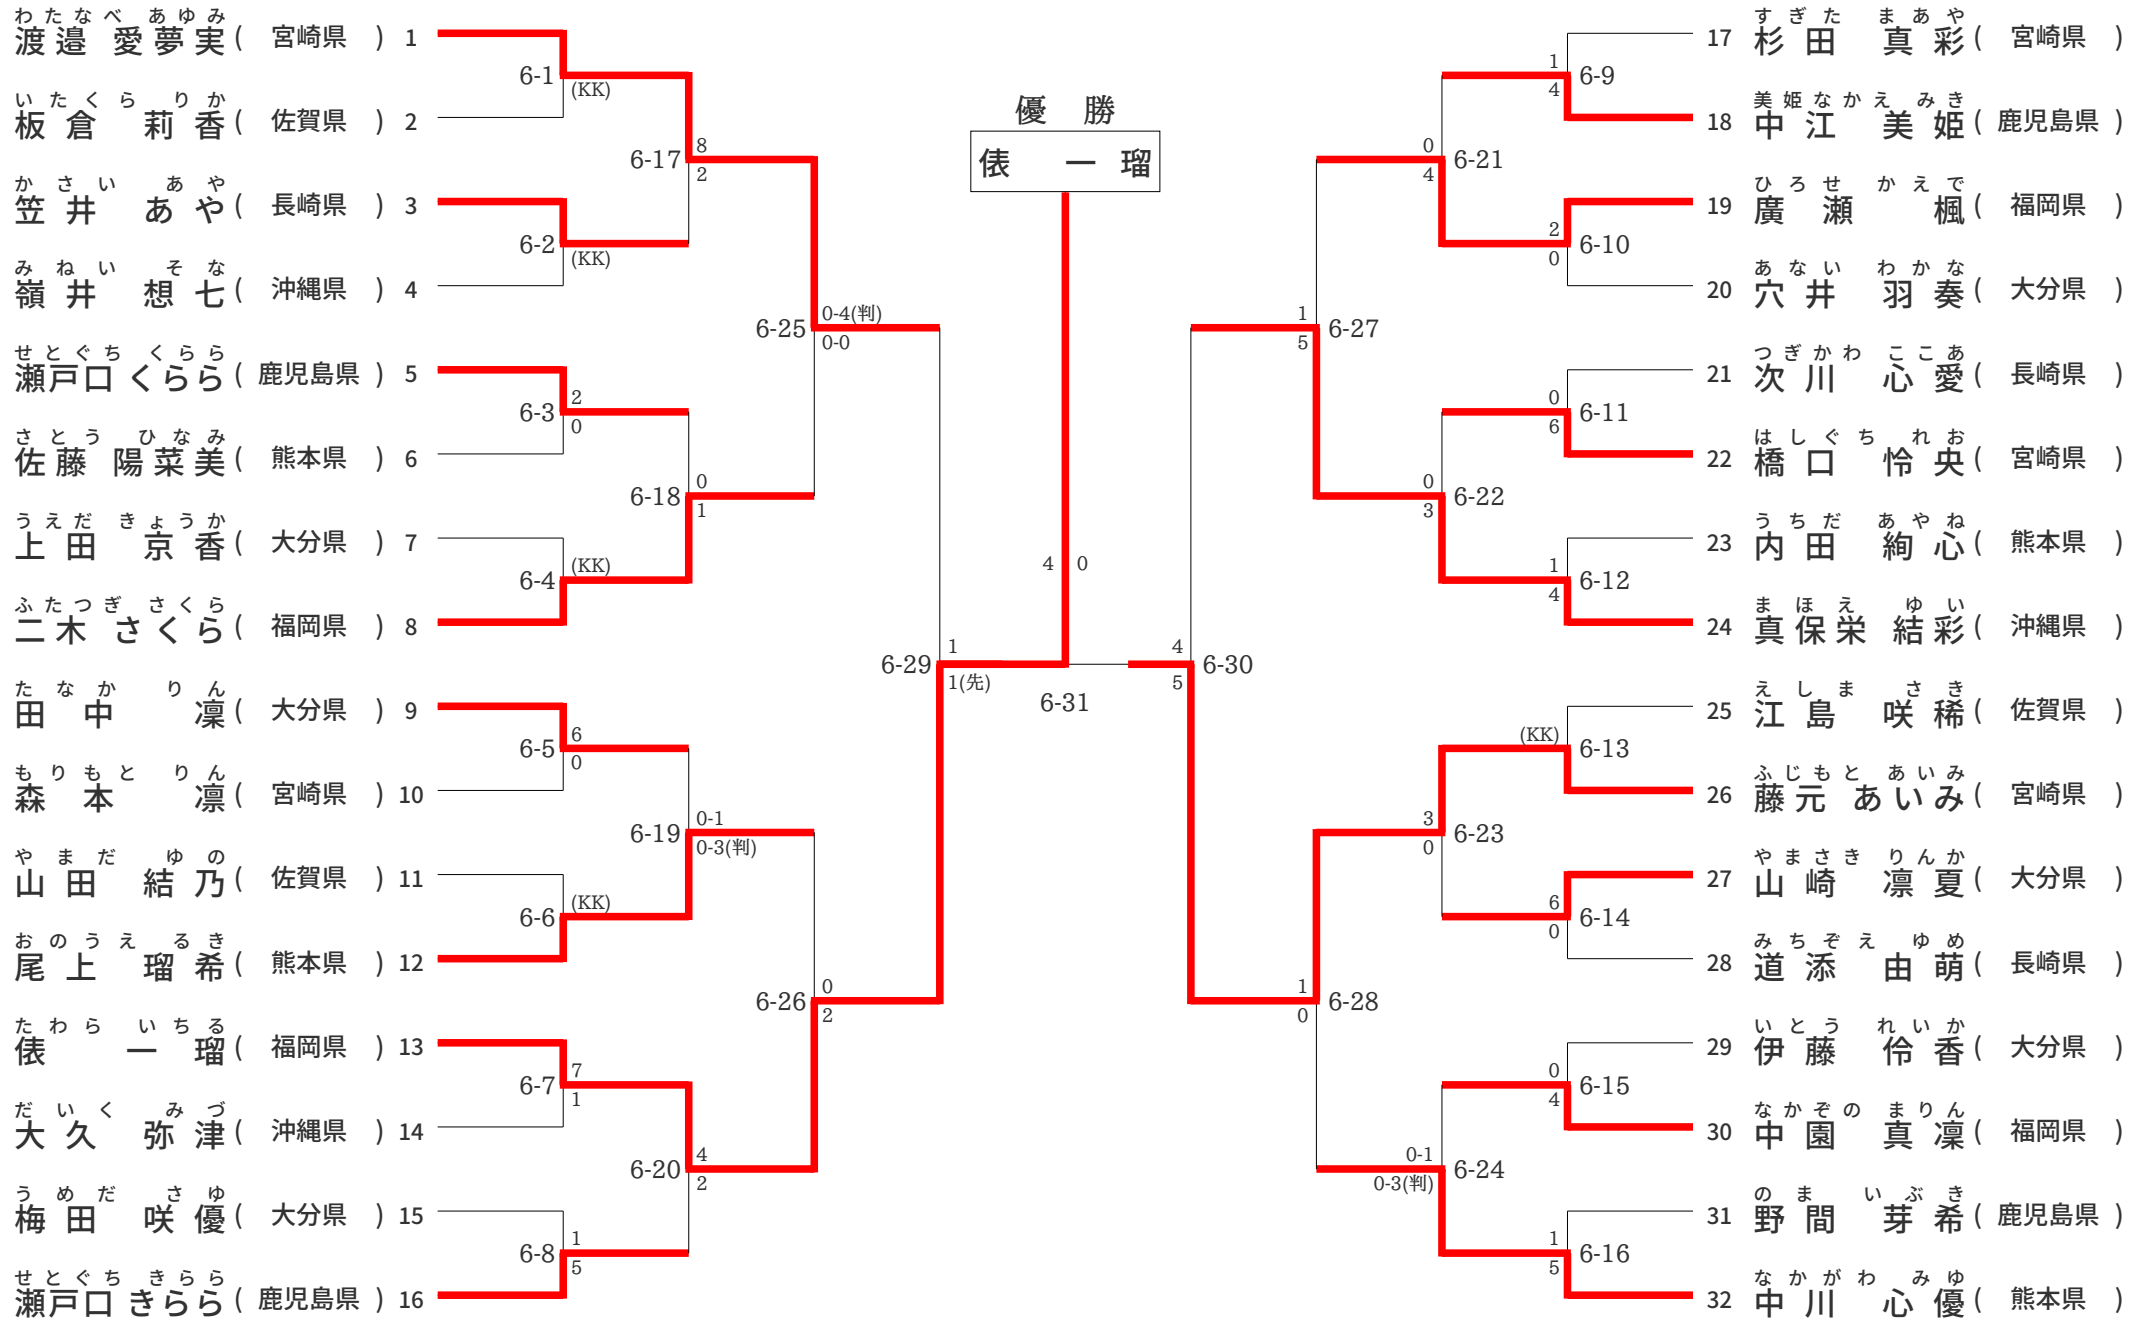 優 勝
俵 一 瑠
わたなべ あゆみ
渡邉 愛夢実 ( 宮崎県 ) 1
6-1
(KK)
いたくら りか
板倉 莉香 ( 佐賀県 ) 2
6-17
8
2
かさい あや
笠井 あや ( 長崎県 ) 3
6-2
(KK)
みねい そな
嶺井 想七 ( 沖縄県 ) 4
6-25
0-4(判)
0-0
せとぐち くらら
瀬戸口 くらら ( 鹿児島県 ) 5
6-3
2
0
さとう ひなみ
佐藤 陽菜美 ( 熊本県 ) 6
6-18
0
1
うえだ きょうか
上田 京香 ( 大分県 ) 7
6-4
(KK)
ふたつぎ さくら
二木 さくら ( 福岡県 ) 8
6-29
1
1(先)
たなか りん
田中 凜 ( 大分県 ) 9
6-5
6
0
もりもと りん
森本 凛 ( 宮崎県 ) 10
6-19
0-1
0-3(判)
やまだ ゆの
山田 結乃 ( 佐賀県 ) 11
6-6
(KK)
おのうえ るき
尾上 瑠希 ( 熊本県 ) 12
6-26
0
2
たわら いちる
俵 一瑠 ( 福岡県 ) 13
6-7
7
1
だいく みづ
大久 弥津 ( 沖縄県 ) 14
6-20
4
2
うめだ さゆ
梅田 咲優 ( 大分県 ) 15
6-8
1
5
せとぐち きらら
瀬戸口 きらら ( 鹿児島県 ) 16
4 0
6-31
すぎた まあや
17 杉田 真彩 ( 宮崎県 )
1
4
6-9
美姫なかえ みき
18 中江 美姫 ( 鹿児島県 )
0
4
6-21
ひろせ かえで
19 廣瀬 楓 ( 福岡県 )
2
0
6-10
あない わかな
20 穴井 羽奏 ( 大分県 )
1
5
6-27
つぎかわ ここあ
21 次川 心愛 ( 長崎県 )
0
6
6-11
はしぐち れお
22 橋口 怜央 ( 宮崎県 )
0
3
6-22
うちだ あやね
23 内田 絢心 ( 熊本県 )
1
4
6-12
まほえ ゆい
24 真保栄 結彩 ( 沖縄県 )
4
5
6-30
えしま さき
25 江島 咲稀 ( 佐賀県 )
(KK)
6-13
ふじもと あいみ
26 藤元 あいみ ( 宮崎県 )
3
0
6-23
やまさき りんか
27 山崎 凛夏 ( 大分県 )
6
0
6-14
みちぞえ ゆめ
28 道添 由萌 ( 長崎県 )
1
0
6-28
いとう れいか
29 伊藤 伶香 ( 大分県 )
0
4
6-15
なかぞの まりん
30 中園 真凜 ( 福岡県 )
0-1
0-3(判)
6-24
のま いぶき
31 野間 芽希 ( 鹿児島県 )
1
5
6-16
なかがわ みゆ
32 中川 心優 ( 熊本県 )